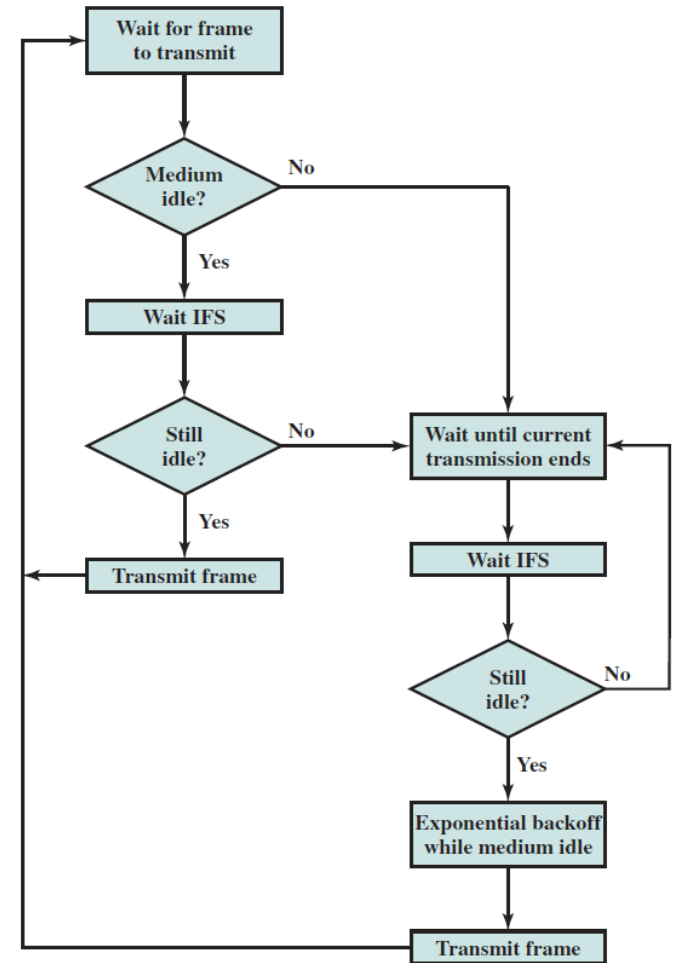 Wait for frame
to transmit
Medium
idle?
No
Yes
Wait IFS
Still
idle?
No
Yes
Transmit frame
Wait until current
transmission ends
Wait IFS
Still
idle?
No
Yes
Exponential backoff
while medium idle
Transmit frame